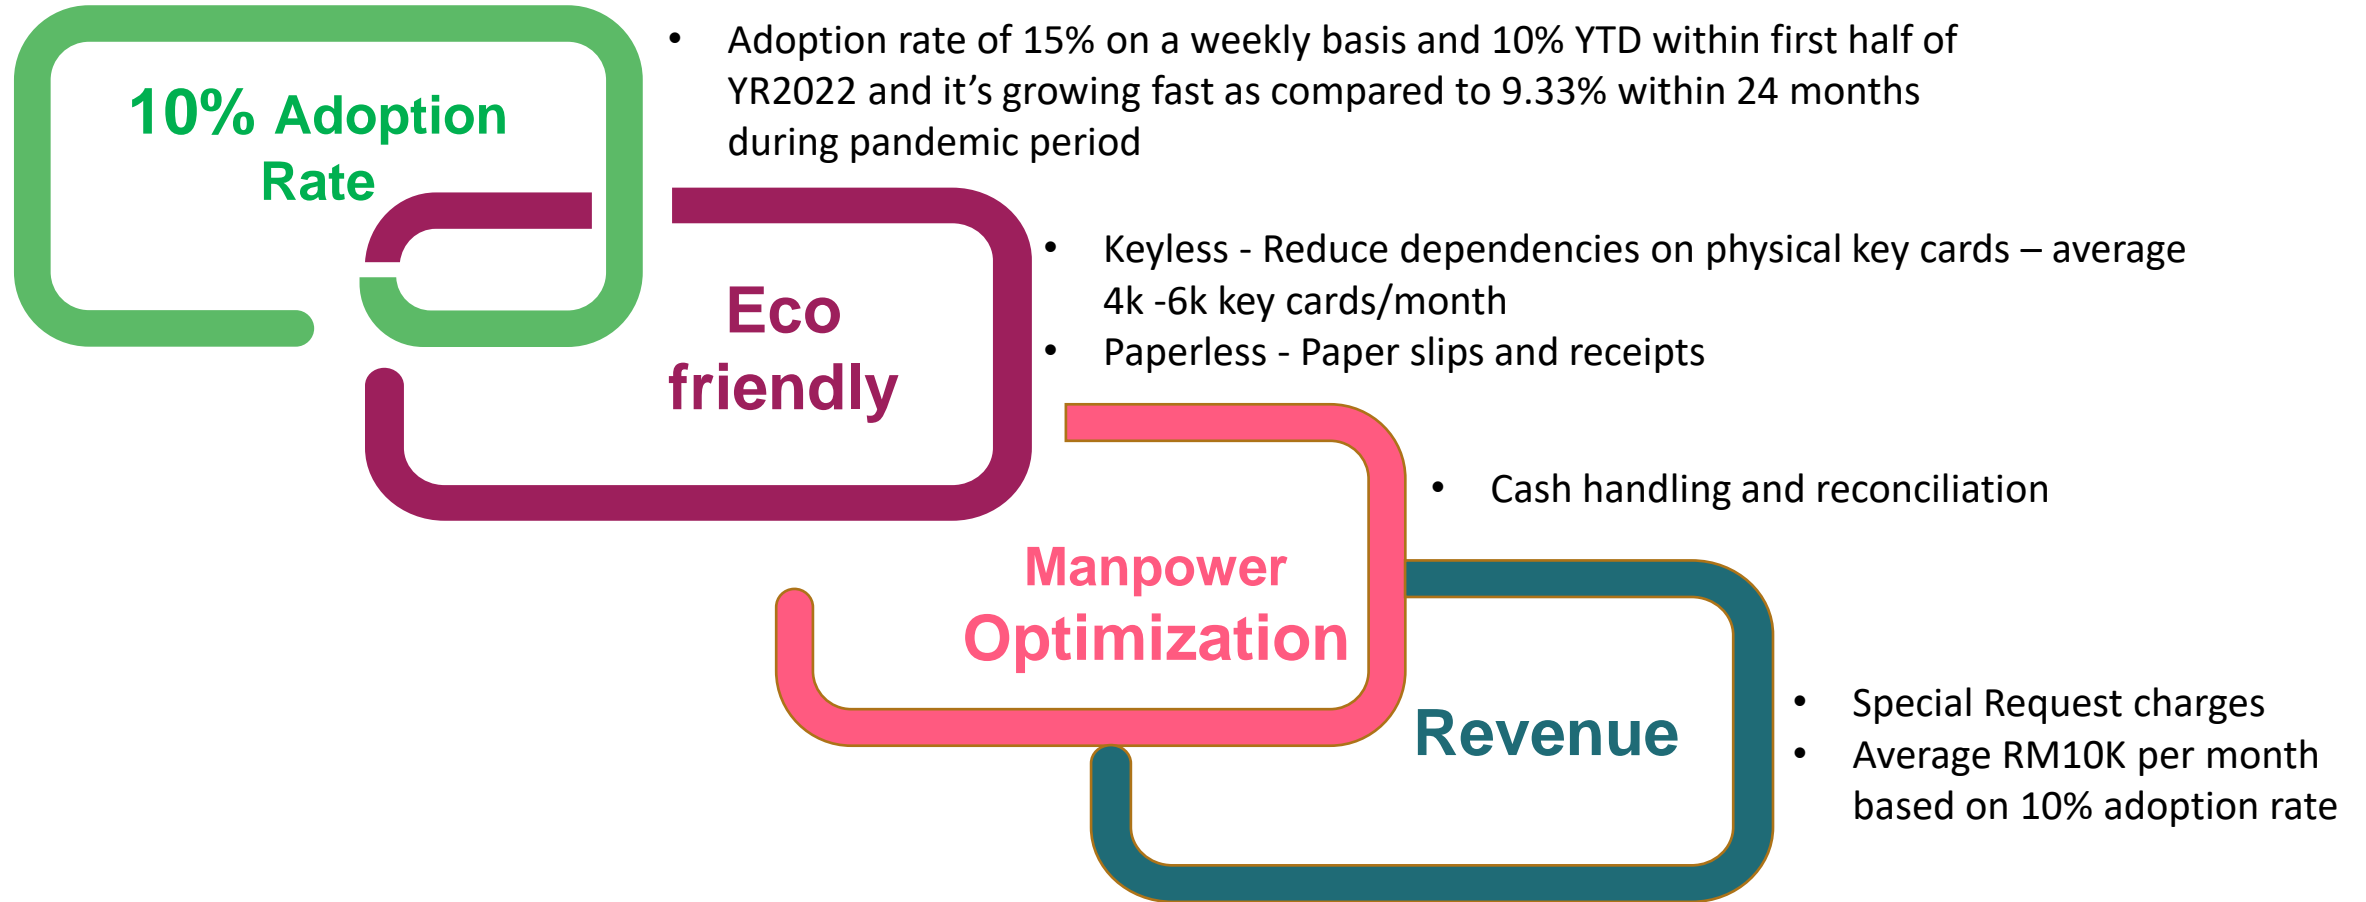 10% Adoption
Rate
• Adoption rate of 15% on a weekly basis and 10% YTD within first half of
YR2022 and it’s growing fast as compared to 9.33% within 24 months
during pandemic period
Eco
friendly
• Keyless - Reduce dependencies on physical key cards – average
4k -6k key cards/month
• Paperless - Paper slips and receipts
Manpower
Optimization
• Cash handling and reconciliation
Revenue
• Special Request charges
• Average RM10K per month
based on 10% adoption rate